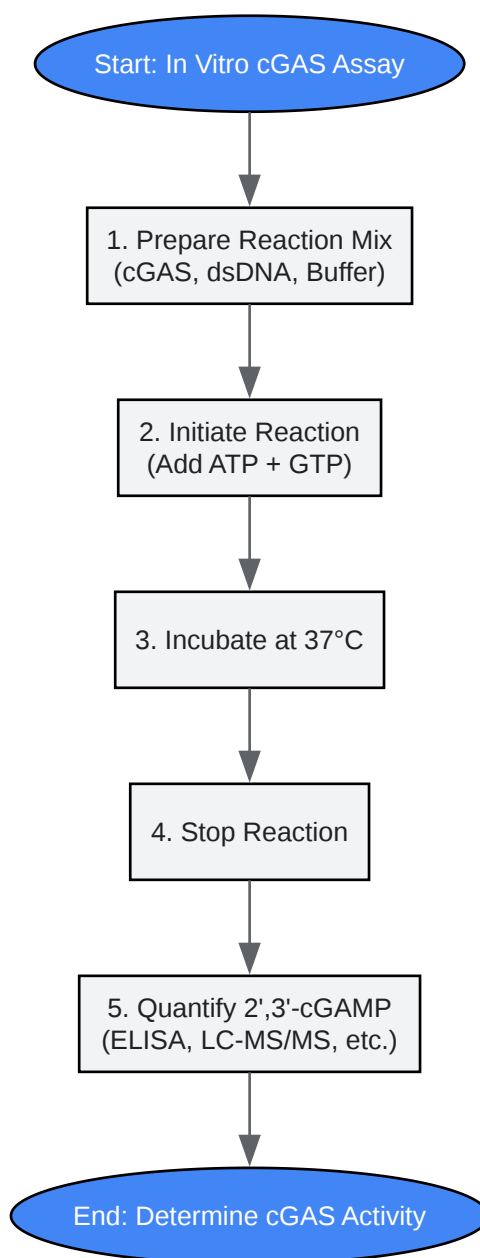 Start: In Vitro cGAS Assay
1. Prepare Reaction Mix
(cGAS, dsDNA, Buffer)
2. Initiate Reaction
(Add ATP + GTP)
3. Incubate at 37°C
4. Stop Reaction
5. Quantify 2',3'-cGAMP
(ELISA, LC-MS/MS, etc.)
End: Determine cGAS Activity